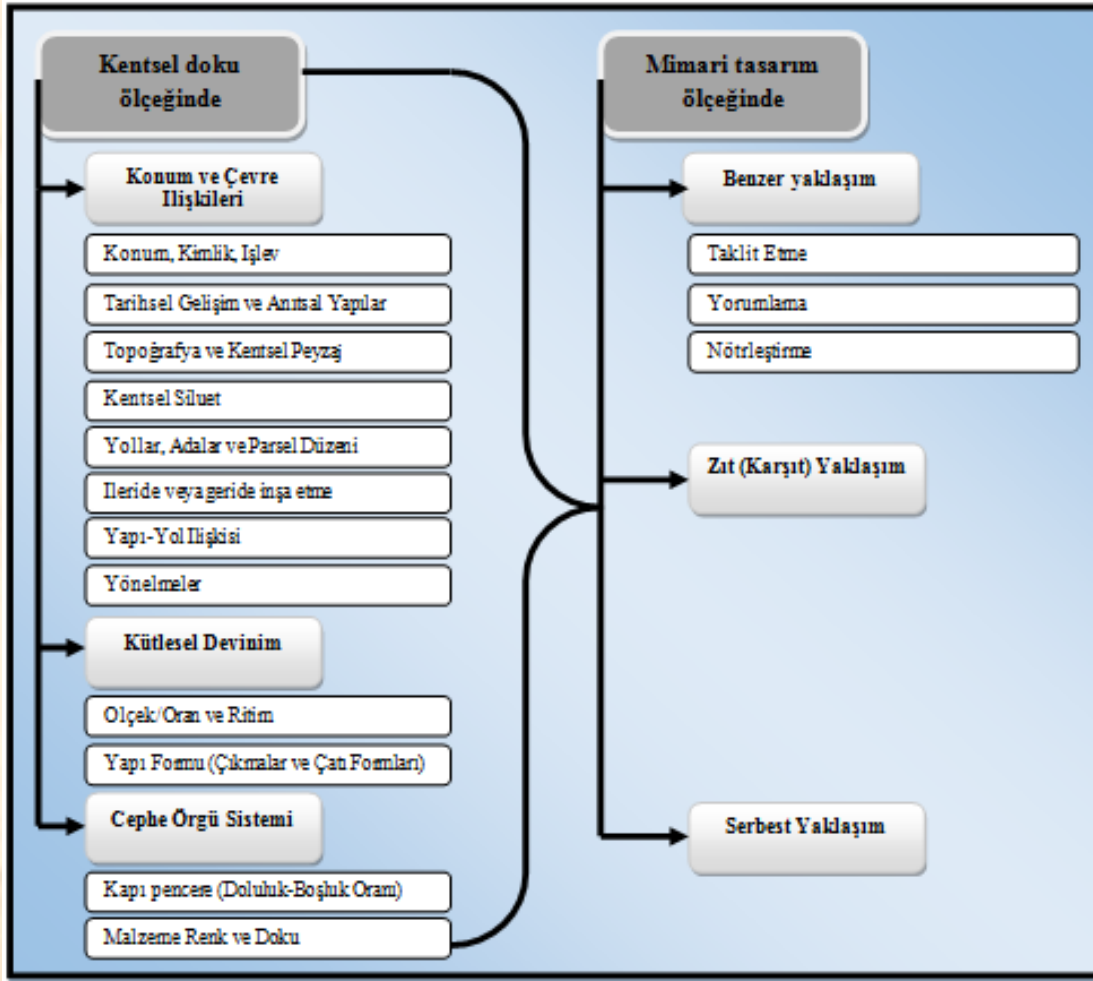 Kentsel doku
ölçeğinde
Konum ve Çevre
Ilişkileri
Konum, Kimlik, Işlev
Tarihsel Gelişim ve Anıtsal Yapılar
Topoğrafya ve Kentsel Peyzaj
Kentsel Siluet
Yollar, Adalar ve Parsel Düzeni
Ileride veya geride inşa etme
Yapı-Yol Ilişkisi
Yönelmeler
Kütlesel Devinim
Olçek/Oran ve Ritim
Yapı Formu (Çıkmalar ve Çatı Formları)
Cephe Örgü Sistemi
Kapı pencere (Doluluk-Boşluk Oranı)
Malzeme Renk ve Doku
Mimari tasarım
ölçeğinde
Benzer yaklaşım
Taklit Etme
Yorumlama
Nötrleştirme
Zıt (Karşıt) Yaklaşım
Serbest Yaklaşım